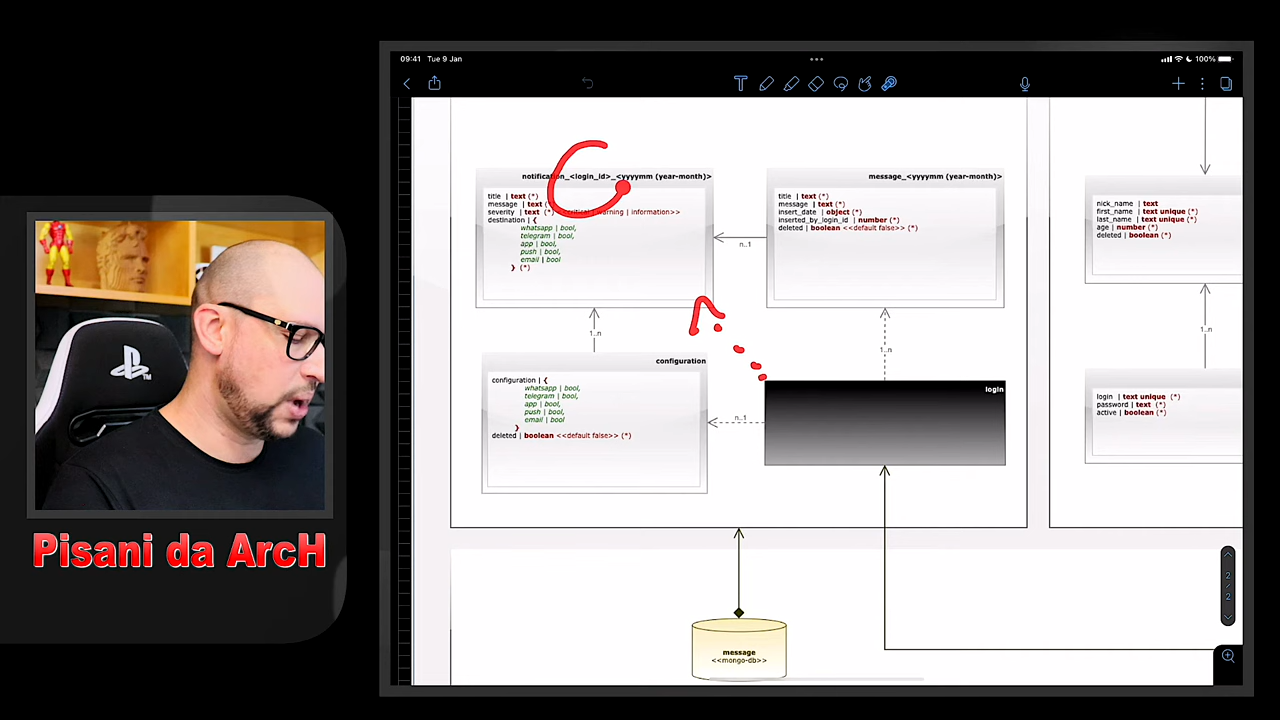 09:41 Tue 9 Jan
100%
notification_<login_id>_<yyyymm (year-month)>
title | text (*)
message | text (*)
severity | text (*) warning | information>>
destination | {
whatsapp | bool,
telegram | bool,
app | bool,
push | bool,
email | bool
} (*)
message_<yyyymm (year-month)>
title | text (*)
message | text (*)
insert_date | object (*)
inserted_by_login_id | number (*)
deleted | boolean <<default false>> (*)
n..1
nick_name | text
first_name | text unique (*)
last_name | text unique (*)
age | number (*)
deleted | boolean (*)
1..n
1..n
1..n
configuration
configuration | {
whatsapp | bool,
telegram | bool,
app | bool,
push | bool,
email | bool
}
deleted | boolean <<default false>> (*)
n..1
login
login | text unique (*)
password | text (*)
active | boolean (*)
Pisani da ArcH
2
/
2
message
<<mongo-db>>